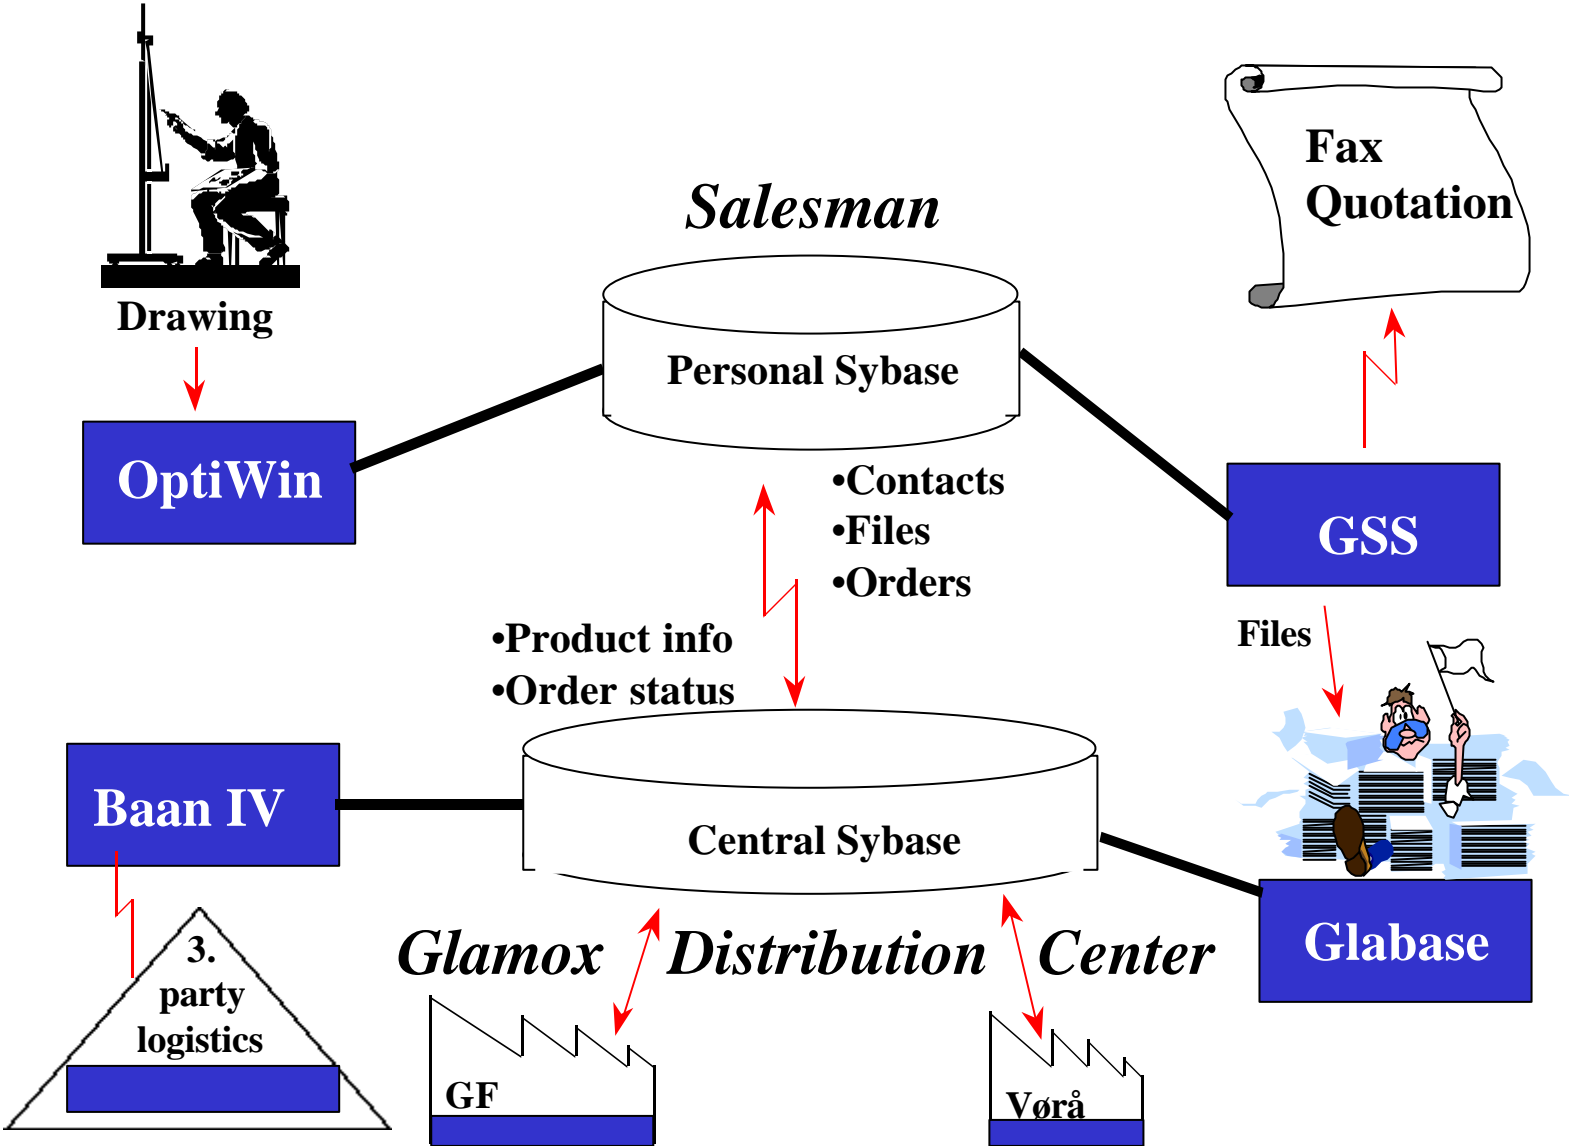 Fax
Quotation
Salesman
Drawing
Personal Sybase
OptiWin
•Contacts
•Files
•Orders
GSS
•Product info
•Order status
Files
Baan IV
Central Sybase
Glamox Distribution Center
Glabase
3.
party
logistics
GF
Vørå